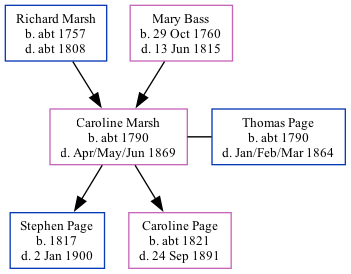 Richard Marsh
b. abt 1757
d. abt 1808
Mary Bass
b. 29 Oct 1760
d. 13 Jun 1815
Caroline Marsh
b. abt 1790
d. Apr/May/Jun 1869
Thomas Page
b. abt 1790
d. Jan/Feb/Mar 1864
Stephen Page
b. 1817
d. 2 Jan 1900
Caroline Page
b. abt 1821
d. 24 Sep 1891